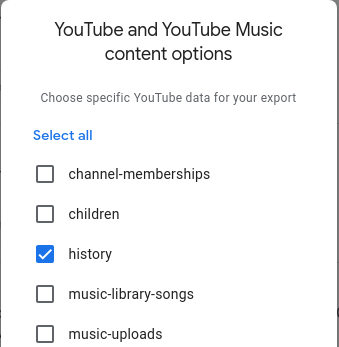 YouTube and YouTube Music
content options
Choose specific YouTube data for your export
Select all
channel-memberships
children
history
music-library-songs
music-uploads